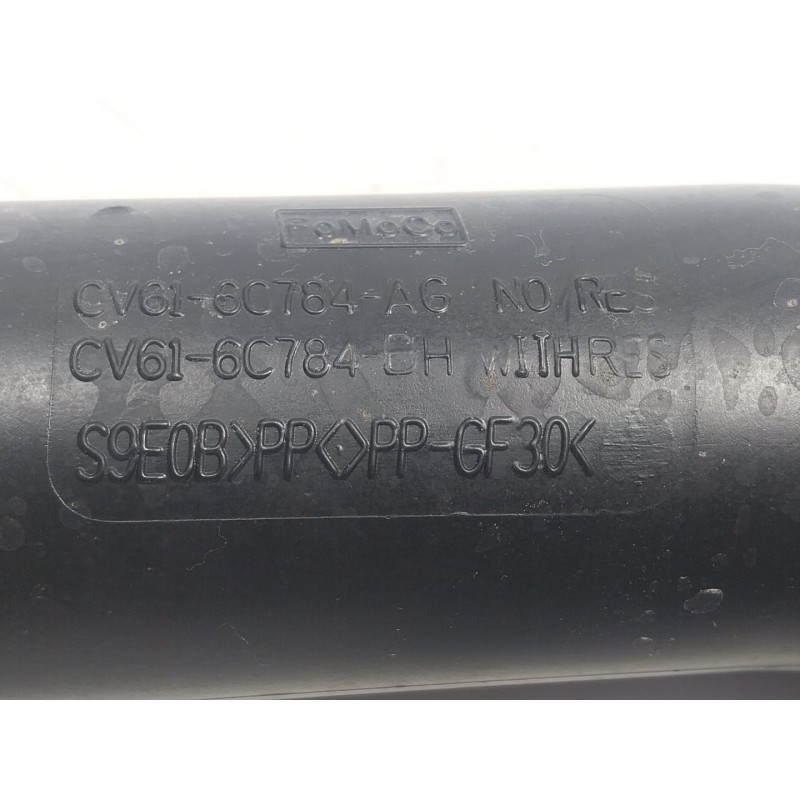 FoMoCo
CV61-6C784-AG NO/RES
CV61-6C784-BH WITHRES
S9E0B>PP<>PP-GF30<